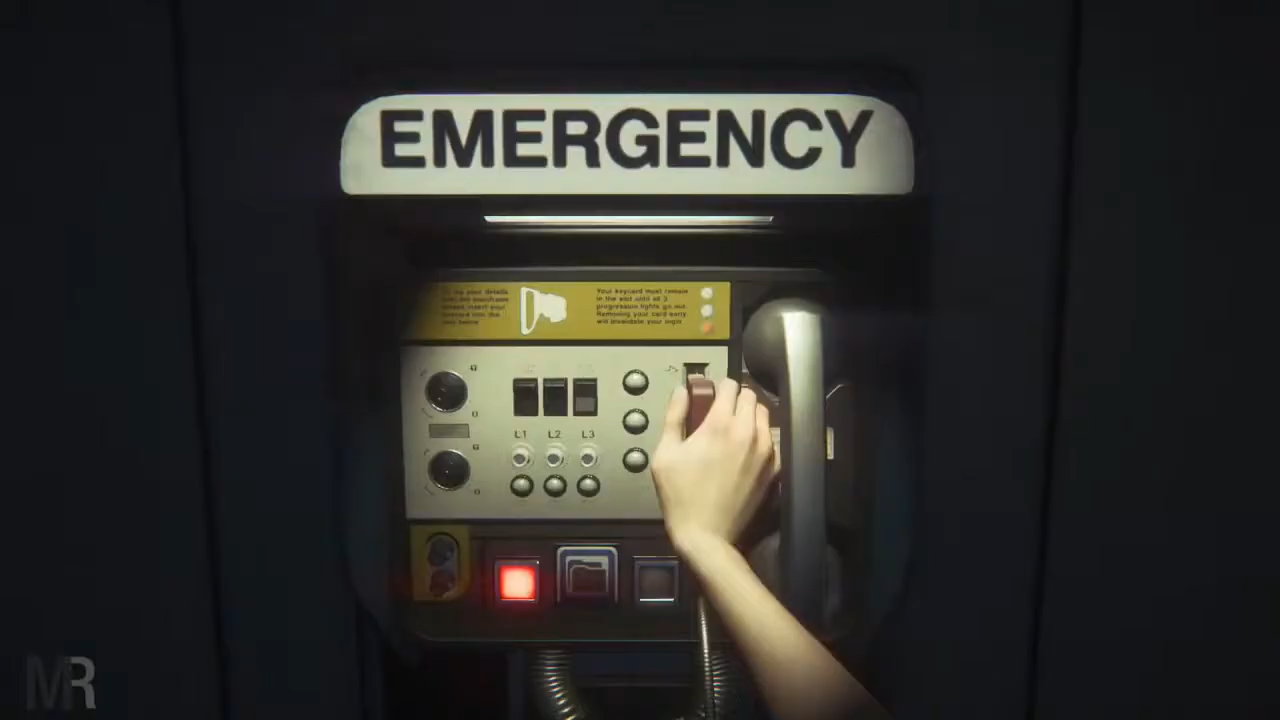 EMERGENCY
Your keycard must remain
in the slot until all 3
progression lights go out.
Removing your card early
will invalidate your login
L1 L2 L3
MR